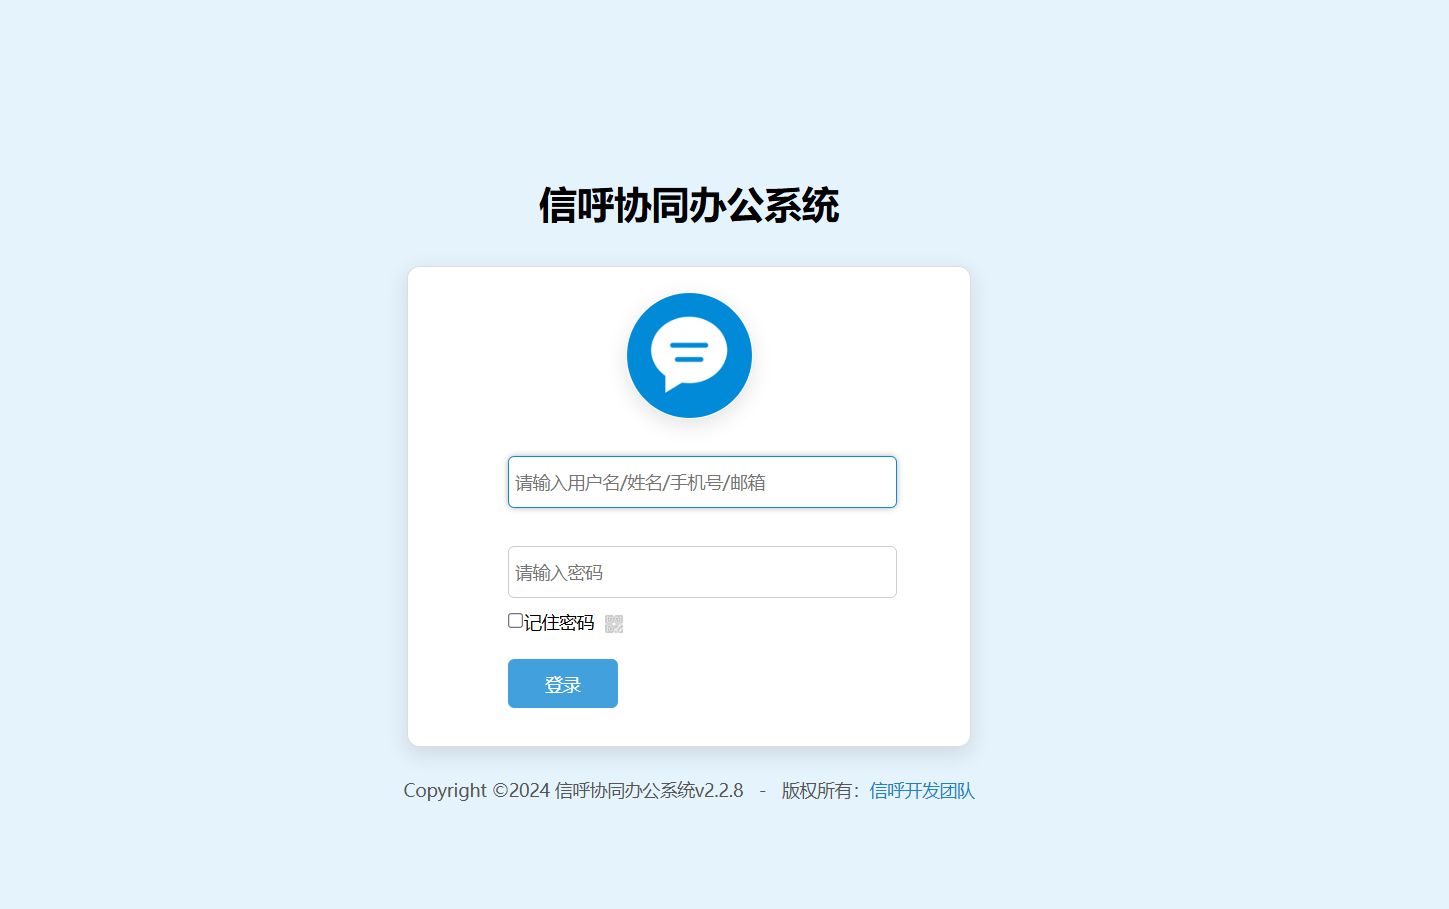 信呼协同办公系统
请输入用户名/姓名/手机号/邮箱
请输入密码
记住密码
登录
Copyright ©2024 信呼协同办公系统v2.2.8 - 版权所有：信呼开发团队